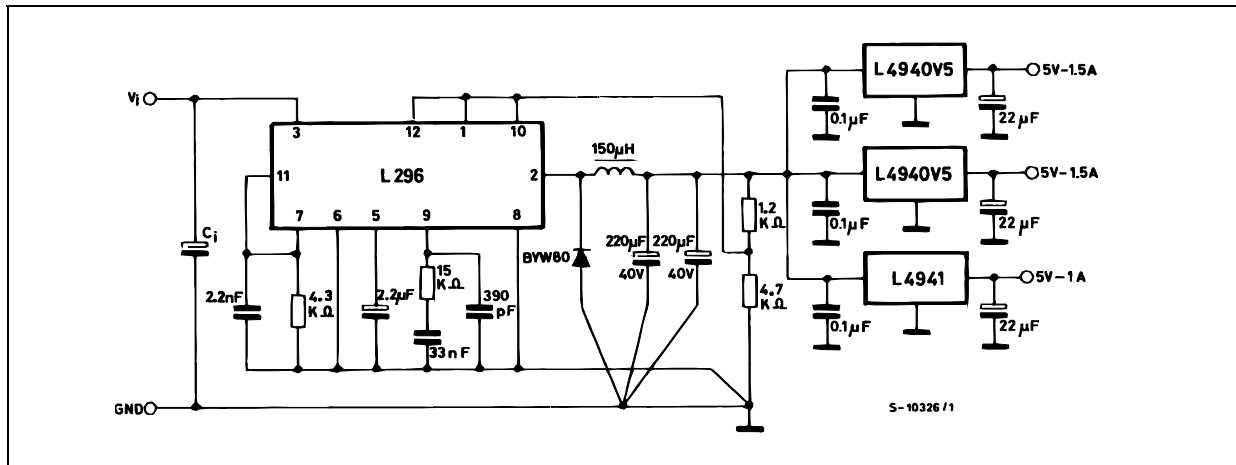 Vi
GND
Ci
3
12
1
10
L296
11
2
7
6
5
9
8
2.2nF
4.3
KΩ
2.2µF
15
KΩ
33nF
390
pF
150µH
BYW80
220µF
40V
220µF
40V
1.2
KΩ
4.7
KΩ
L4940V5
0.1µF
22µF
5V-1.5A
L4940V5
0.1µF
22µF
5V-1.5A
L4941
0.1µF
22µF
5V-1A
S-10326/1